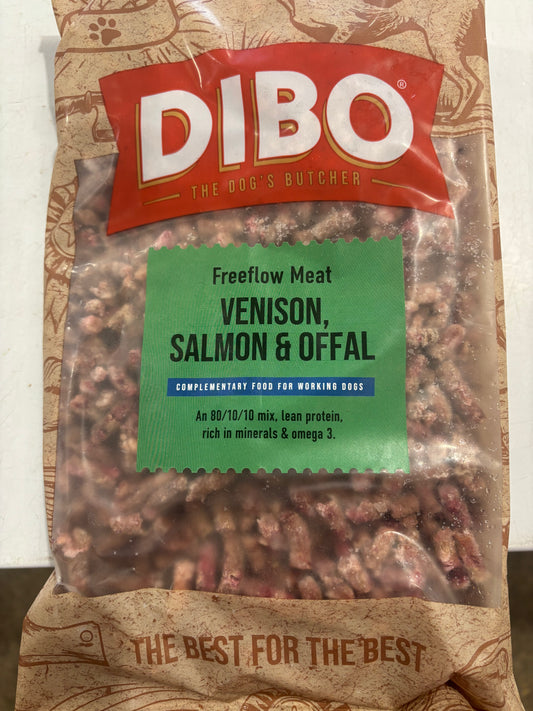 DIBO®
THE DOG'S BUTCHER
Freeflow Meat
VENISON,
SALMON & OFFAL
COMPLEMENTARY FOOD FOR WORKING DOGS
An 80/10/10 mix, lean protein,
rich in minerals & omega 3.
THE BEST FOR THE BEST